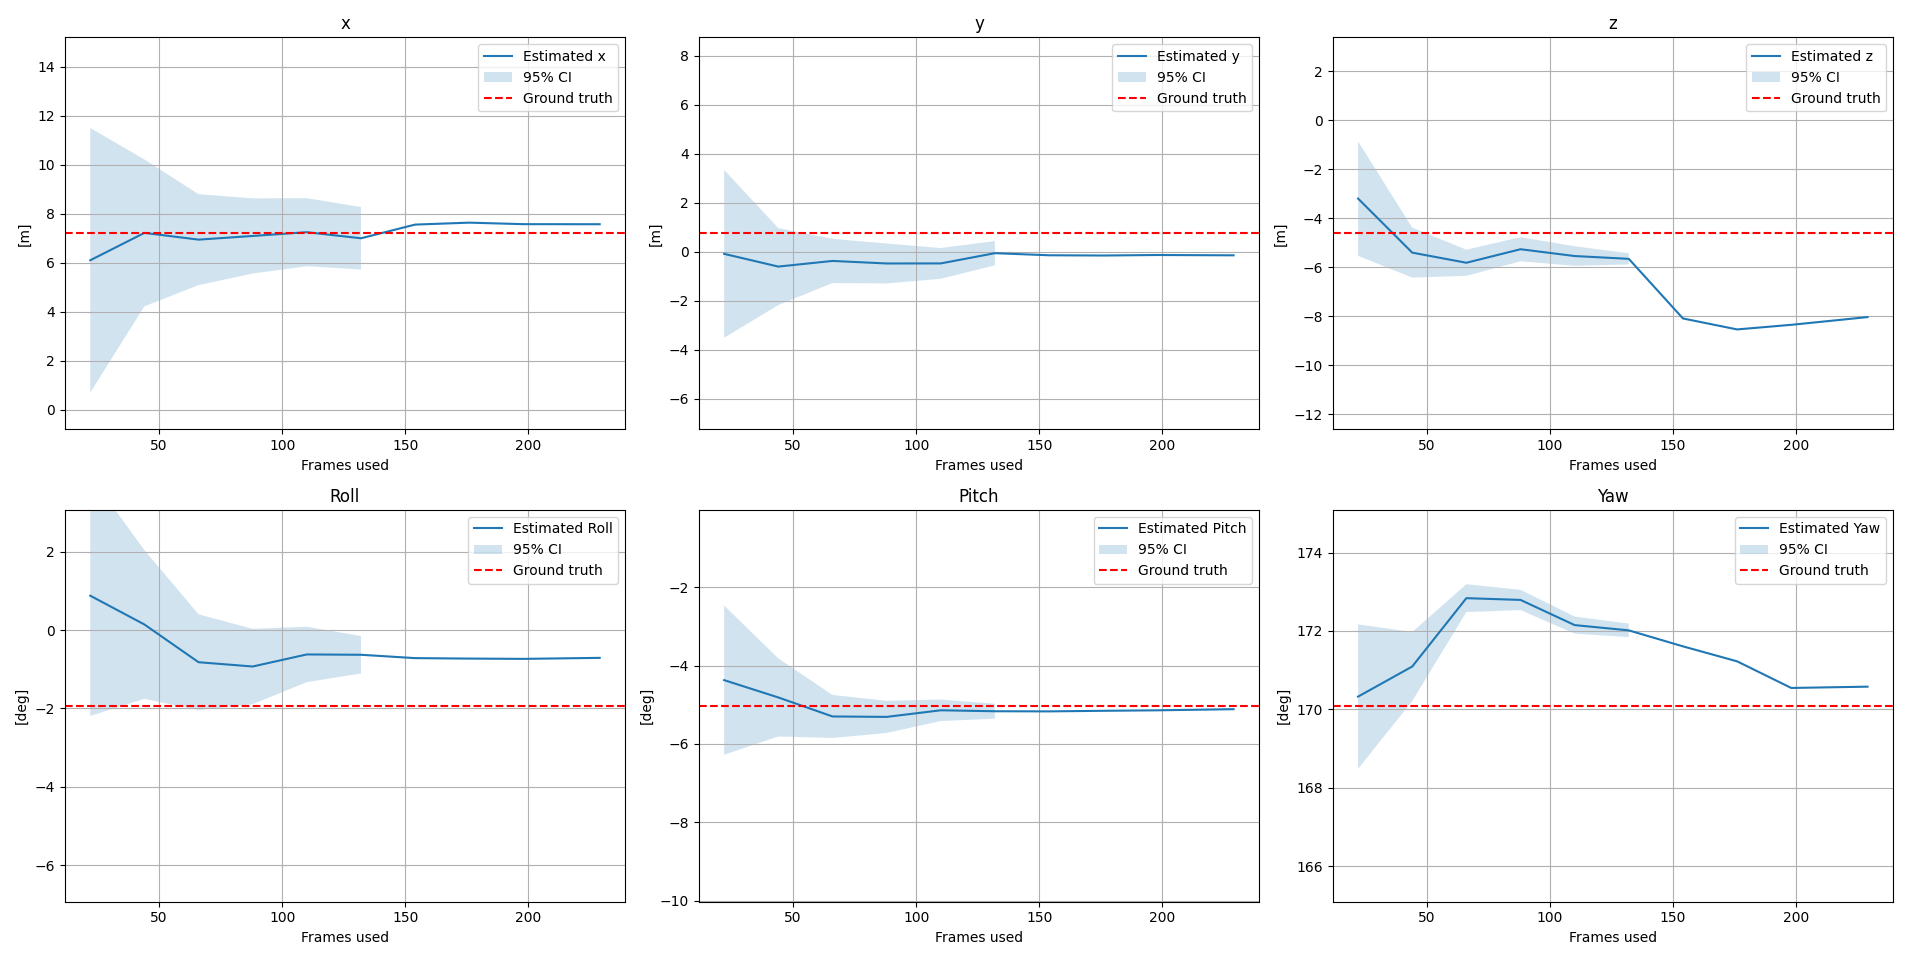 x
14
12
10
8
6
4
2
0
[m]
50 100 150 200
Frames used
Estimated x
95% CI
Ground truth
y
8
6
4
2
0
−2
−4
−6
[m]
50 100 150 200
Frames used
Estimated y
95% CI
Ground truth
z
2
0
−2
−4
−6
−8
−10
−12
[m]
50 100 150 200
Frames used
Estimated z
95% CI
Ground truth
Roll
2
0
−2
−4
−6
[deg]
50 100 150 200
Frames used
Estimated Roll
95% CI
Ground truth
Pitch
−2
−4
−6
−8
−10
[deg]
50 100 150 200
Frames used
Estimated Pitch
95% CI
Ground truth
Yaw
174
172
170
168
166
[deg]
50 100 150 200
Frames used
Estimated Yaw
95% CI
Ground truth